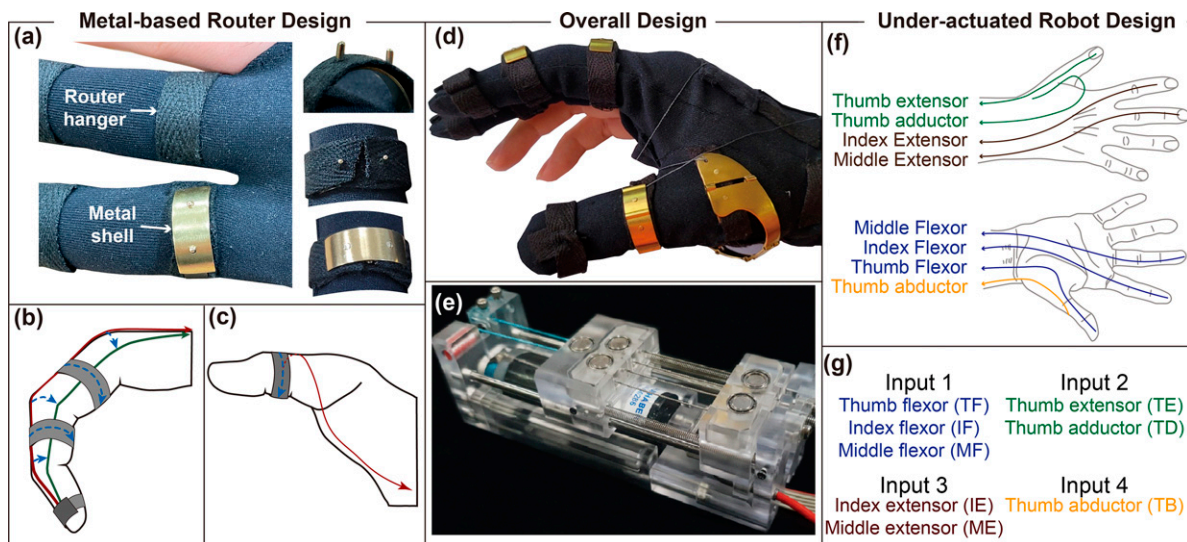 Metal-based Router Design
Overall Design
Under-actuated Robot Design
(a)
Router
hanger
Metal
shell
(b)
(c)
(d)
(e)
(f)
Thumb extensor
Thumb adductor
Index Extensor
Middle Extensor
Middle Flexor
Index Flexor
Thumb Flexor
Thumb abductor
(g)
Input 1
Thumb flexor (TF)
Index flexor (IF)
Middle flexor (MF)
Input 2
Thumb extensor (TE)
Thumb adductor (TD)
Input 3
Index extensor (IE)
Middle extensor (ME)
Input 4
Thumb abductor (TB)